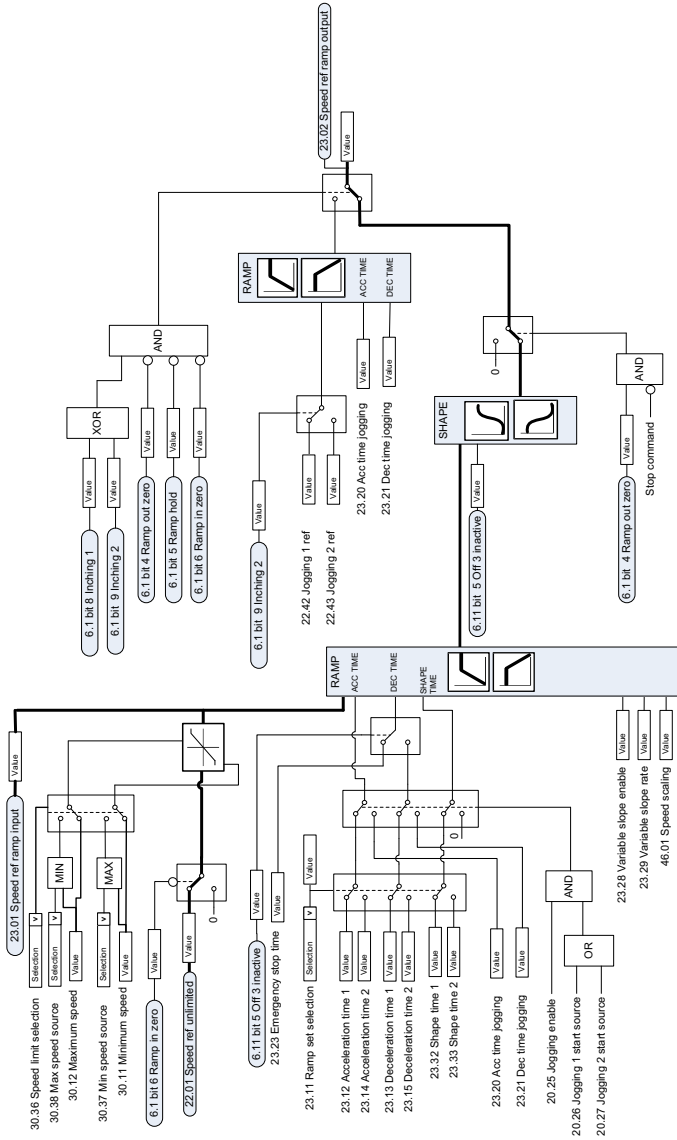 23.01 Speed ref ramp input
Value
30.36 Speed limit selection
Selection
v
30.38 Max speed source
Selection
v
MIN
30.12 Maximum speed
Value
30.37 Min speed source
Selection
v
MAX
30.11 Minimum speed
Value
6.1 bit 6 Ramp in zero
Value
22.01 Speed ref unlimited
Value
0
6.11 bit 5 Off 3 inactive
Value
23.23 Emergency stop time
Value
23.11 Ramp set selection
Selection
v
Value
23.12 Acceleration time 1
Value
23.14 Acceleration time 2
Value
23.13 Deceleration time 1
Value
23.15 Deceleration time 2
Value
23.32 Shape time 1
Value
23.33 Shape time 2
Value
0
23.20 Acc time jogging
Value
23.21 Dec time jogging
Value
20.25 Jogging enable
AND
20.26 Jogging 1 start source
OR
20.27 Jogging 2 start source
RAMP
ACC TIME
DEC TIME
SHAPE
TIME
23.28 Variable slope enable
Value
23.29 Variable slope rate
Value
46.01 Speed scaling
Value
6.1 bit 8 Inching 1
Value
6.1 bit 9 Inching 2
Value
XOR
6.1 bit 4 Ramp out zero
Value
6.1 bit 5 Ramp hold
Value
6.1 bit 6 Ramp in zero
Value
AND
6.1 bit 9 Inching 2
Value
22.42 Jogging 1 ref
Value
22.43 Jogging 2 ref
Value
RAMP
ACC TIME
DEC TIME
23.20 Acc time jogging
Value
23.21 Dec time jogging
Value
23.02 Speed ref ramp output
Value
SHAPE
6.11 bit 5 Off 3 inactive
Value
0
6.1 bit 4 Ramp out zero
Value
AND
Stop command